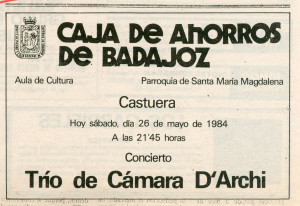 CAJA DE AHORROS
DE BADAJOZ
Aula de Cultura
Parroquia de Santa María Magdalena
Castuera
Hoy sábado, día 26 de mayo de 1984
A las 21'45 horas
Concierto
Trío de Cámara D'Archi